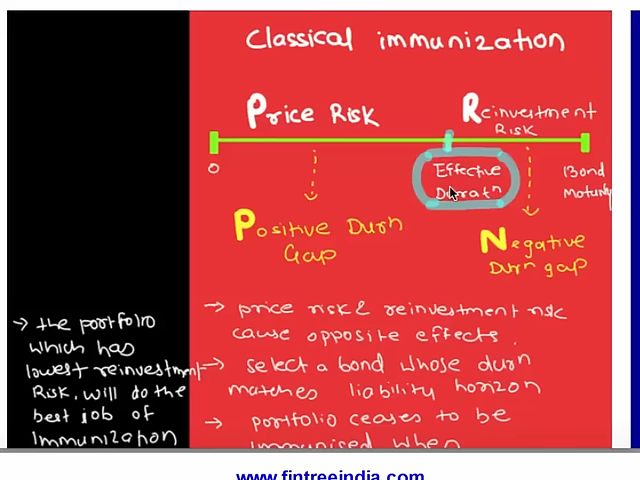 Classical immunization
Price Risk
Reinvestment
Risk
0
Effective
Duratn
Bond
Maturity
Positive Durn
Gap
Negative
Durn gap
→ the portfolio
which has
lowest reinvestment
Risk, will do the
best job of
Immunization
→ price risk & reinvestment risk
cause opposite effects.
→ select a bond whose durn
matches liability horizon
→ portfolio ceases to be
immunised when
www.fintreeindia.com